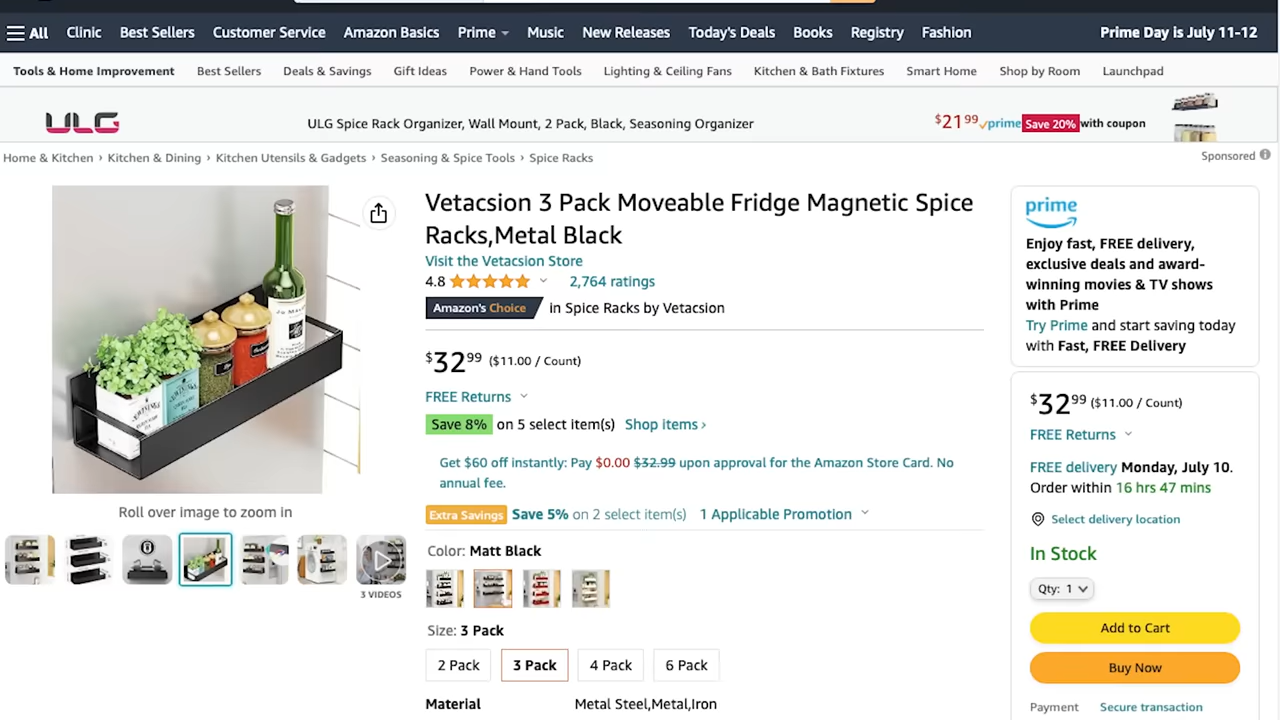 All Clinic Best Sellers Customer Service Amazon Basics Prime Music New Releases Today's Deals Books Registry Fashion Prime Day is July 11-12
Tools & Home Improvement Best Sellers Deals & Savings Gift Ideas Power & Hand Tools Lighting & Ceiling Fans Kitchen & Bath Fixtures Smart Home Shop by Room Launchpad
ULG ULG Spice Rack Organizer, Wall Mount, 2 Pack, Black, Seasoning Organizer $21 99 prime Save 20% with coupon
Home & Kitchen › Kitchen & Dining › Kitchen Utensils & Gadgets › Seasoning & Spice Tools › Spice Racks
Sponsored
Vetacsion 3 Pack Moveable Fridge Magnetic Spice
Racks,Metal Black
Visit the Vetacsion Store
4.8 2,764 ratings
Amazon's Choice in Spice Racks by Vetacsion
$32 99 ($11.00 / Count)
FREE Returns
Save 8% on 5 select item(s) Shop items ›
Get $60 off instantly: Pay $0.00 $32.99 upon approval for the Amazon Store Card. No
annual fee.
Extra Savings Save 5% on 2 select item(s) 1 Applicable Promotion
Color: Matt Black
Size: 3 Pack
2 Pack 3 Pack 4 Pack 6 Pack
Material Metal Steel,Metal,Iron
Roll over image to zoom in
3 VIDEOS
prime
Enjoy fast, FREE delivery,
exclusive deals and award-
winning movies & TV shows
with Prime
Try Prime and start saving today
with Fast, FREE Delivery
$32 99 ($11.00 / Count)
FREE Returns
FREE delivery Monday, July 10.
Order within 16 hrs 47 mins
Select delivery location
In Stock
Qty: 1
Add to Cart
Buy Now
Payment Secure transaction